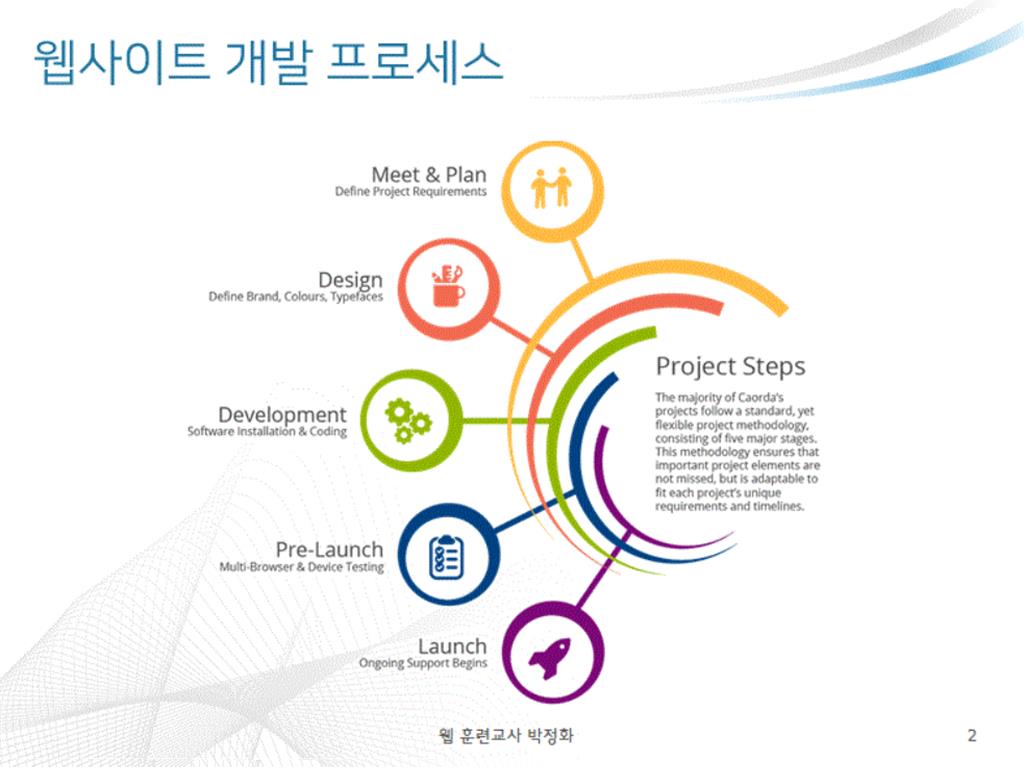 웹사이트 개발 프로세스
Meet & Plan
Define Project Requirements
Design
Define Brand, Colours, Typefaces
Development
Software Installation & Coding
Pre-Launch
Multi-Browser & Device Testing
Launch
Ongoing Support Begins
Project Steps
The majority of Caorda's
projects follow a standard, yet
flexible project methodology,
consisting of five major stages.
This methodology ensures that
important project elements are
not missed, but is adaptable to
fit each project's unique
requirements and timelines.
웹 훈련교사 박정화
2